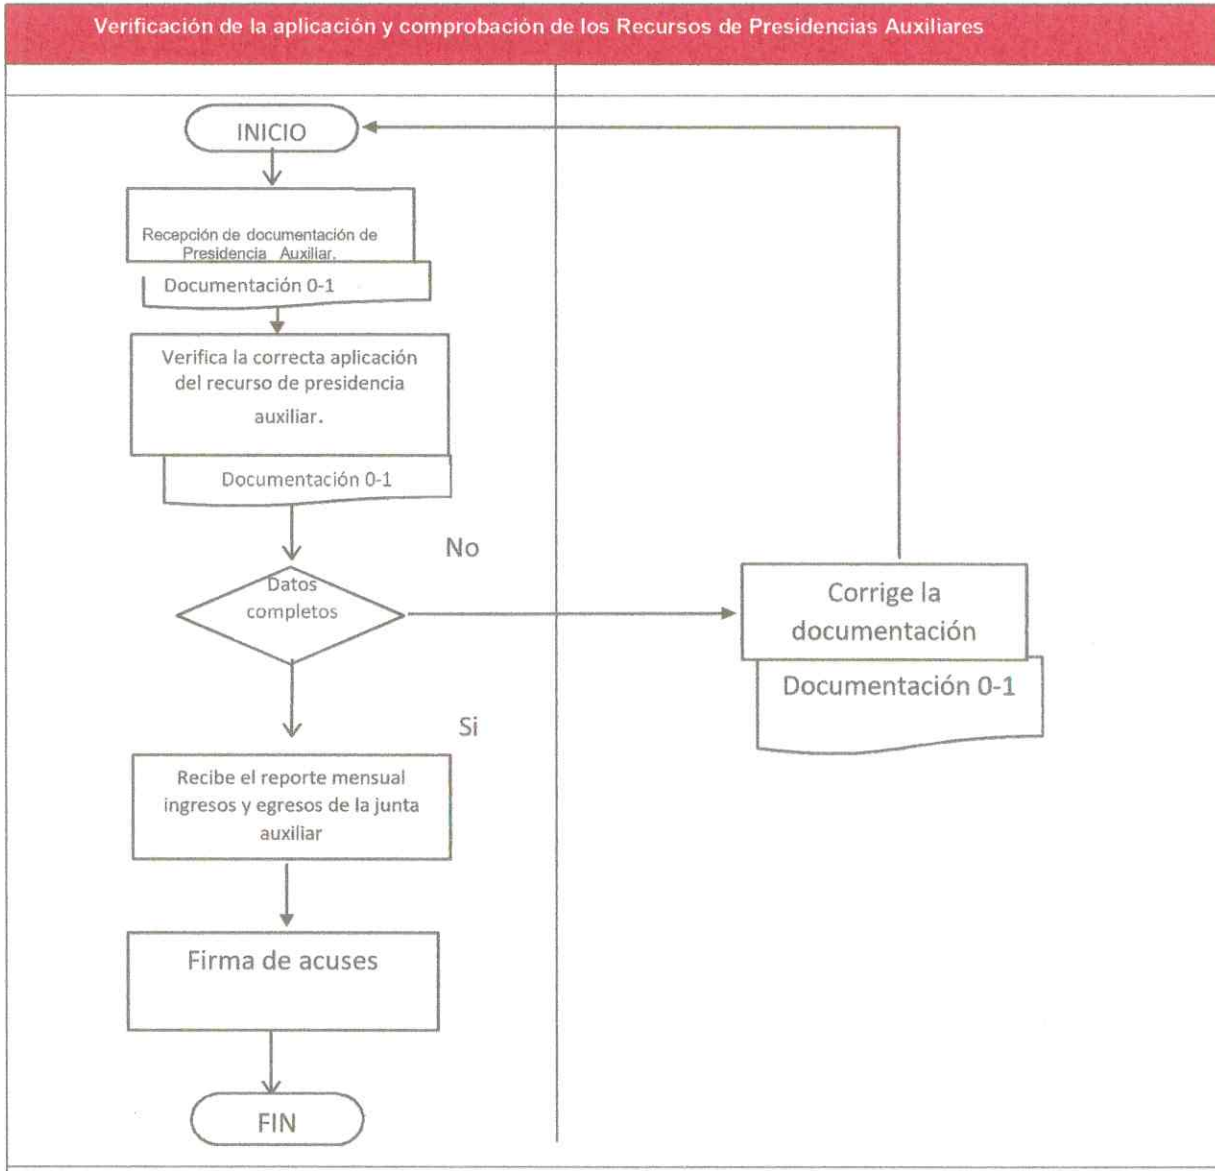 Verificación de la aplicación y comprobación de los Recursos de Presidencias Auxiliares
INICIO
Recepción de documentación de
Presidencia Auxiliar.
Documentación 0-1
Verifica la correcta aplicación
del recurso de presidencia
auxiliar.
Documentación 0-1
No
Datos
completos
Corrige la
documentación
Documentación 0-1
Si
Recibe el reporte mensual
ingresos y egresos de la junta
auxiliar
Firma de acuses
FIN